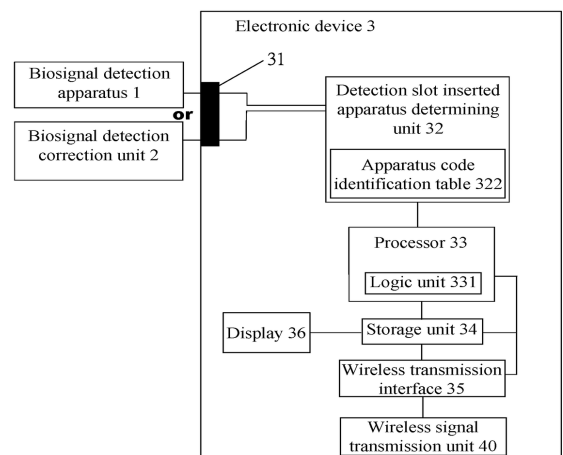 Electronic device 3
31
Biosignal detection
apparatus 1
or
Biosignal detection
correction unit 2
Detection slot inserted
apparatus determining
unit 32
Apparatus code
identification table 322
Processor 33
Logic unit 331
Display 36
Storage unit 34
Wireless transmission
interface 35
Wireless signal
transmission unit 40